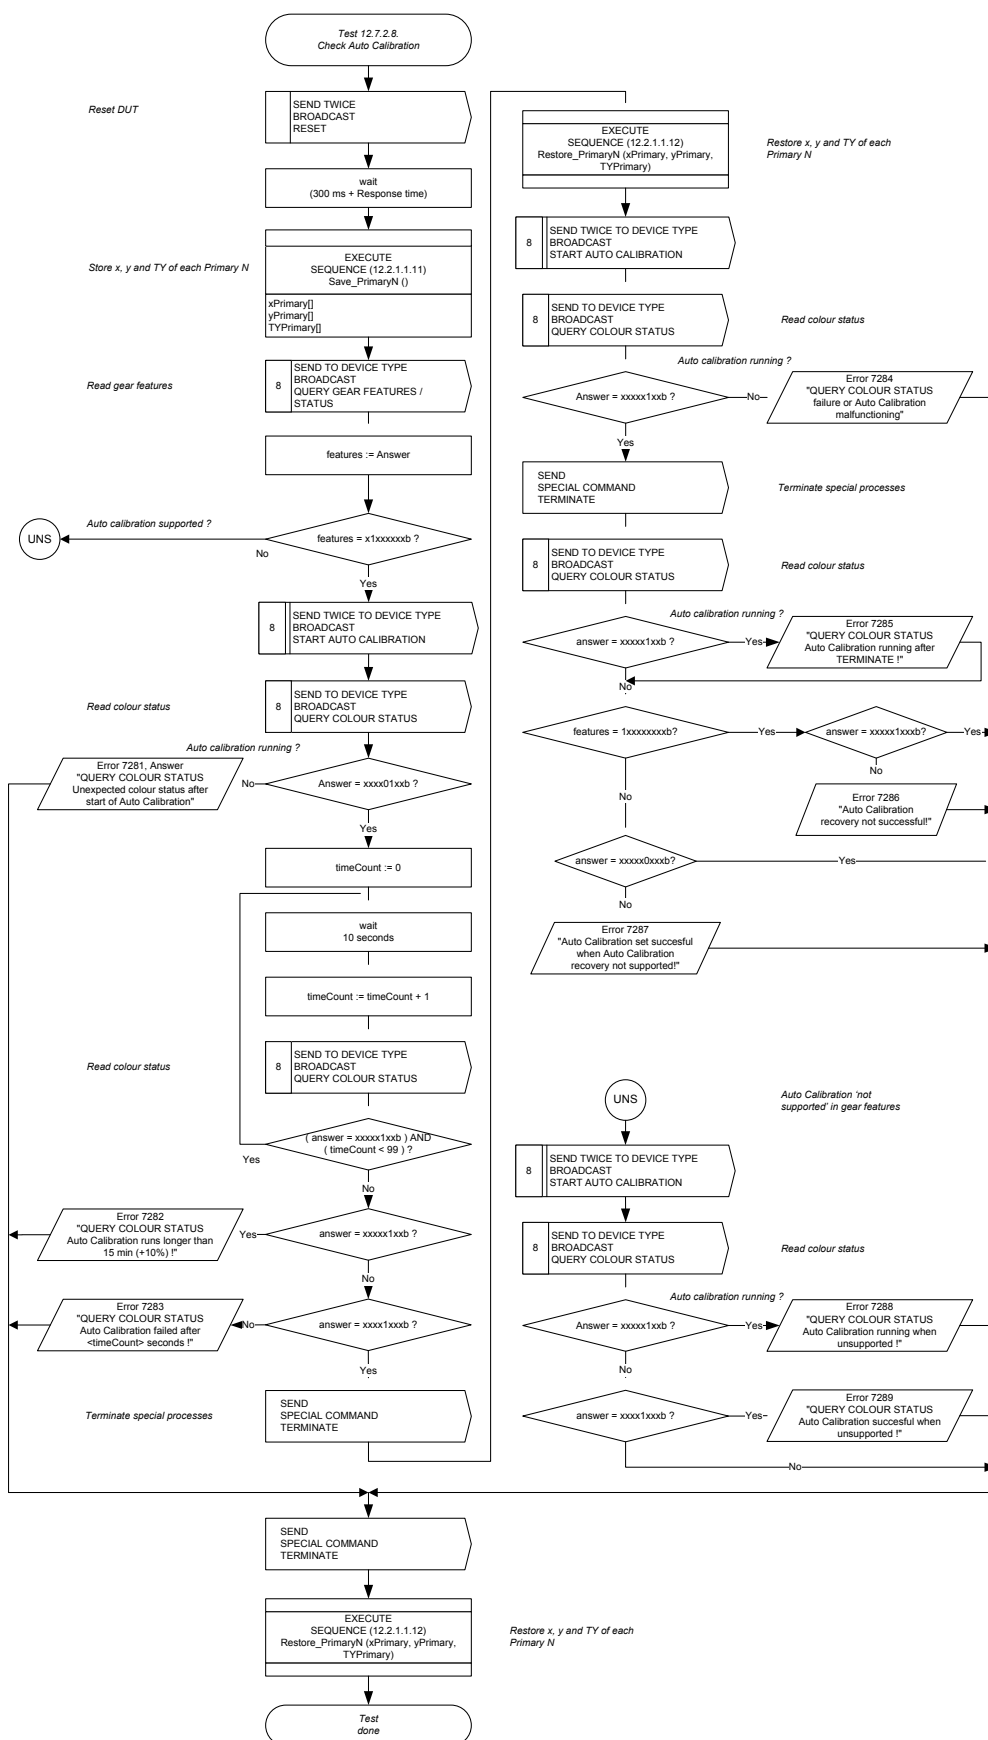 Test 12.7.2.8.
Check Auto Calibration
Reset DUT
SEND TWICE
BROADCAST
RESET
wait
(300 ms + Response time)
Store x, y and TY of each Primary N
EXECUTE
SEQUENCE (12.2.1.1.11)
Save_PrimaryN ()
xPrimary[]
yPrimary[]
TYPrimary[]
Read gear features
8
SEND TO DEVICE TYPE
BROADCAST
QUERY GEAR FEATURES /
STATUS
features := Answer
UNS
Auto calibration supported ?
No
features = x1xxxxxxb ?
Yes
8
SEND TWICE TO DEVICE TYPE
BROADCAST
START AUTO CALIBRATION
Read colour status
8
SEND TO DEVICE TYPE
BROADCAST
QUERY COLOUR STATUS
Auto calibration running ?
Error 7281, Answer
"QUERY COLOUR STATUS
Unexpected colour status after
start of Auto Calibration"
No
Answer = xxxx01xxb ?
Yes
timeCount := 0
wait
10 seconds
timeCount := timeCount + 1
Read colour status
8
SEND TO DEVICE TYPE
BROADCAST
QUERY COLOUR STATUS
( answer = xxxxx1xxb ) AND
( timeCount < 99 ) ?
Yes
No
Error 7282
"QUERY COLOUR STATUS
Auto Calibration runs longer than
15 min (+10%) !"
Yes
answer = xxxxx1xxb ?
No
Error 7283
"QUERY COLOUR STATUS
Auto Calibration failed after
<timeCount> seconds !"
No
answer = xxxx1xxxb ?
Yes
Terminate special processes
SEND
SPECIAL COMMAND
TERMINATE
EXECUTE
SEQUENCE (12.2.1.1.12)
Restore_PrimaryN (xPrimary, yPrimary,
TYPrimary)
Restore x, y and TY of each
Primary N
8
SEND TWICE TO DEVICE TYPE
BROADCAST
START AUTO CALIBRATION
8
SEND TO DEVICE TYPE
BROADCAST
QUERY COLOUR STATUS
Read colour status
Auto calibration running ?
Answer = xxxxx1xxb ?
No
Error 7284
"QUERY COLOUR STATUS
failure or Auto Calibration
malfunctioning"
Yes
SEND
SPECIAL COMMAND
TERMINATE
Terminate special processes
8
SEND TO DEVICE TYPE
BROADCAST
QUERY COLOUR STATUS
Read colour status
Auto calibration running ?
answer = xxxxx1xxb ?
Yes
Error 7285
"QUERY COLOUR STATUS
Auto Calibration running after
TERMINATE !"
No
features = 1xxxxxxxxb?
Yes
answer = xxxxx1xxxb?
Yes
No
No
Error 7286
"Auto Calibration
recovery not successful!"
answer = xxxxx0xxxb?
Yes
No
Error 7287
"Auto Calibration set succesful
when Auto Calibration
recovery not supported!"
UNS
Auto Calibration 'not
supported' in gear features
8
SEND TWICE TO DEVICE TYPE
BROADCAST
START AUTO CALIBRATION
8
SEND TO DEVICE TYPE
BROADCAST
QUERY COLOUR STATUS
Read colour status
Auto calibration running ?
Answer = xxxxx1xxb ?
Yes
Error 7288
"QUERY COLOUR STATUS
Auto Calibration running when
unsupported !"
No
answer = xxxx1xxxb ?
Yes
Error 7289
"QUERY COLOUR STATUS
Auto Calibration succesful when
unsupported !"
No
SEND
SPECIAL COMMAND
TERMINATE
EXECUTE
SEQUENCE (12.2.1.1.12)
Restore_PrimaryN (xPrimary, yPrimary,
TYPrimary)
Restore x, y and TY of each
Primary N
Test
done